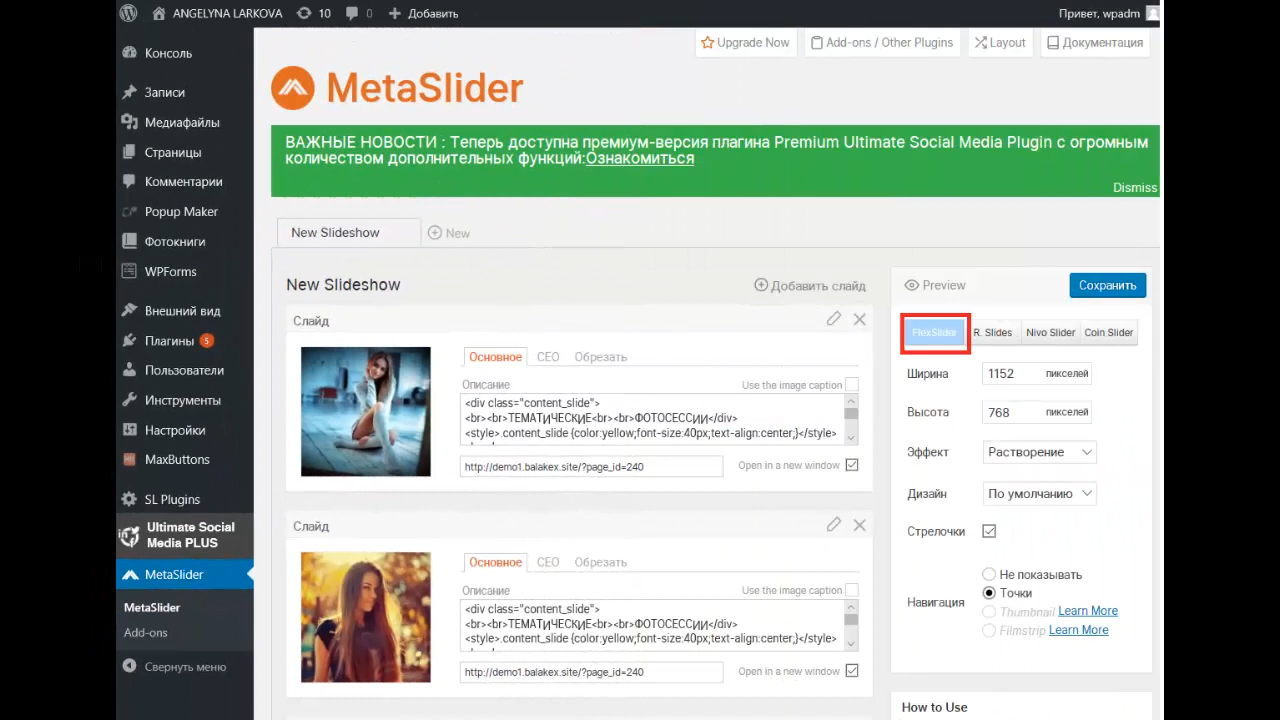 ANGELYNA LARKOVA 10 0 Добавить Привет, wpadm
Консоль
Записи
Медиафайлы
Страницы
Комментарии
Popup Maker
Фотокниги
WPForms
Внешний вид
Плагины 5
Пользователи
Инструменты
Настройки
MaxButtons
SL Plugins
Ultimate Social
Media PLUS
MetaSlider
MetaSlider
Add-ons
Свернуть меню
Upgrade Now Add-ons / Other Plugins Layout Документация
MetaSlider
ВАЖНЫЕ НОВОСТИ : Теперь доступна премиум-версия плагина Premium Ultimate Social Media Plugin с огромным
количеством дополнительных функций:Ознакомиться
Dismiss
New Slideshow New
New Slideshow Добавить слайд
Слайд
Основное СЕО Обрезать
Описание Use the image caption
<div class="content_slide">
<br><br>ТЕМАТИЧЕСКИЕ<br><br>ФОТОСЕССИИ</div>
<style>.content_slide {color:yellow;font-size:40px;text-align:center;}</style>
http://demo1.balakex.site/?page_id=240 Open in a new window
Слайд
Основное СЕО Обрезать
Описание Use the image caption
<div class="content_slide">
<br><br>ТЕМАТИЧЕСКИЕ<br><br>ФОТОСЕССИИ</div>
<style>.content_slide {color:yellow;font-size:40px;text-align:center;}</style>
http://demo1.balakex.site/?page_id=240 Open in a new window
Preview Сохранить
FlexSlider R. Slides Nivo Slider Coin Slider
Ширина 1152 пикселей
Высота 768 пикселей
Эффект Растворение
Дизайн По умолчанию
Стрелочки
Навигация
Не показывать
Точки
Thumbnail Learn More
Filmstrip Learn More
How to Use